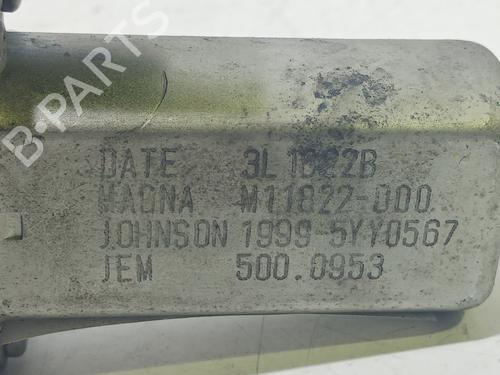 DATE 3L1022B
MAGNA M11822-000
JOHNSON 1999 5YY0567
JEM 500.0953
B-PARTS